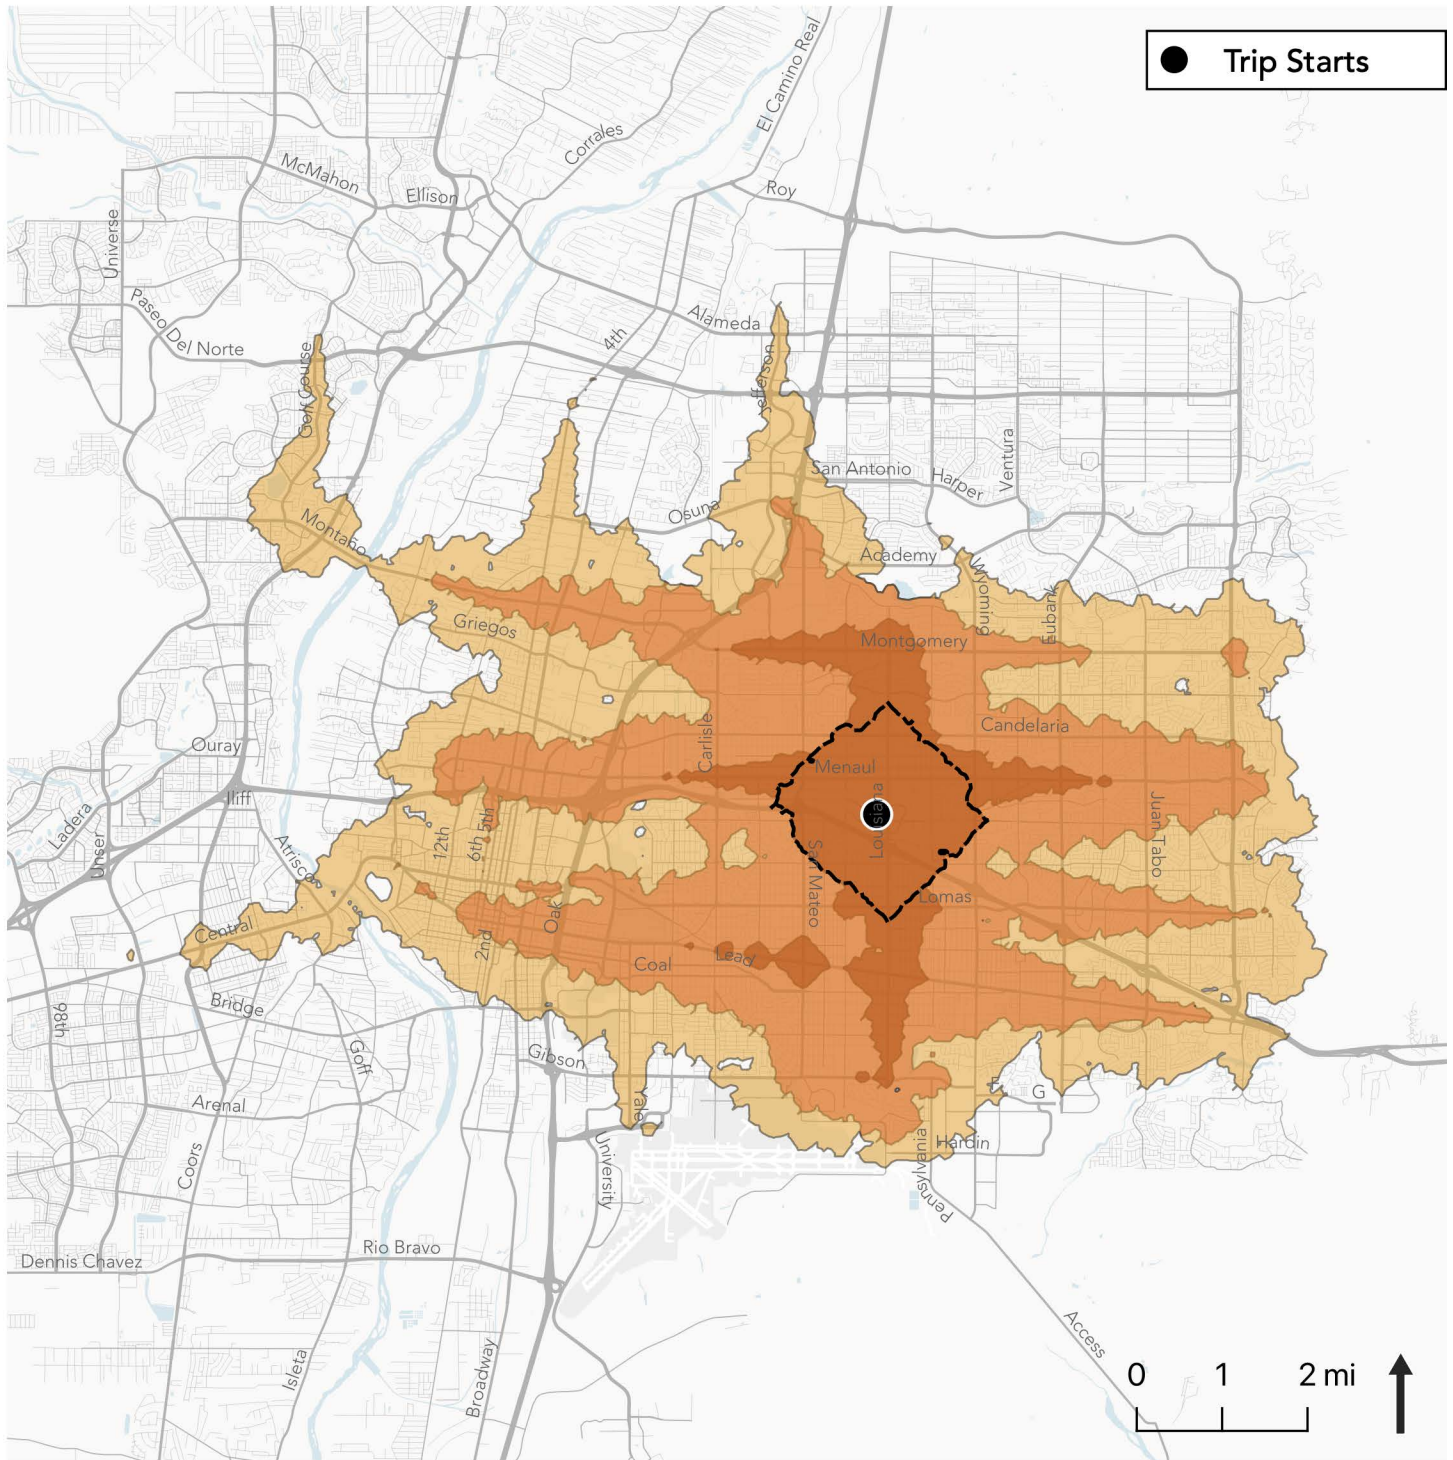 Trip Starts
El Camino Real
Corrales
McMahon
Ellison
Roy
Universe
Paseo Del Norte
Alameda
4th
Golf Course
Jefferson
San Antonio
Harper
Ventura
Osuna
Montaño
Academy
Wyoming
Eubank
Griegos
Montgomery
Candelaria
Carlisle
Ouray
Menaul
Iliff
Louisiana
Juan Tabo
Ladera
Unser
Atrisco
12th
6th
5th
San Mateo
Lomas
Central
2nd
Oak
Coal
Lead
98th
Bridge
Goff
Gibson
Yale
F
G
Arenal
Coors
University
Pennsylvania
Hardin
Rio Bravo
Dennis Chavez
Isleta
Broadway
Access
0 1 2 mi